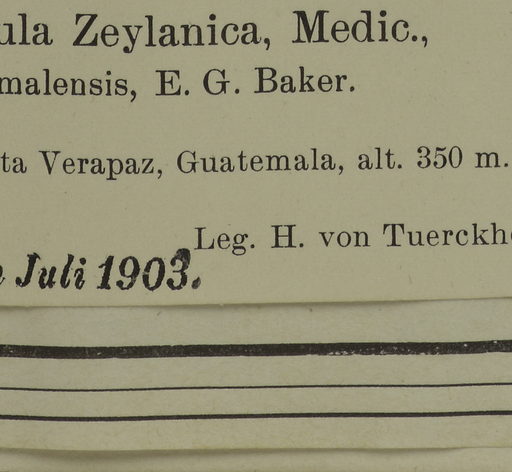 ula Zeylanica, Medic.,
malensis, E. G. Baker.
ta Verapaz, Guatemala, alt. 350 m.
Leg. H. von Tuerckh
Juli 1903.